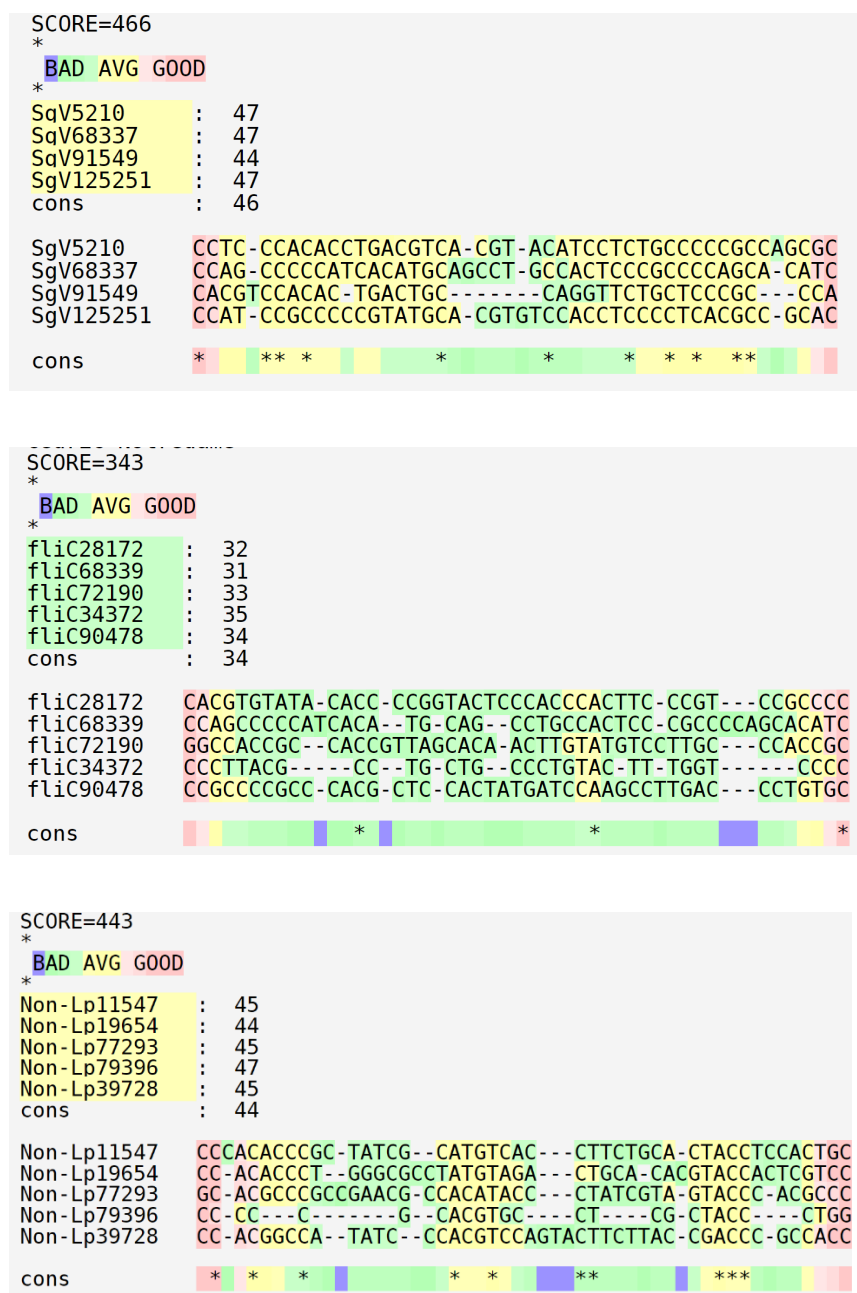 SCORE=466
*
BAD AVG GOOD
*
SgV5210 : 47
SgV68337 : 47
SgV91549 : 44
SgV125251 : 47
cons : 46
SgV5210 CCTC-CCACACCTGACGTCA-CGT-ACATCCTCTGCCCCCGCCAGCGC
SgV68337 CCAG-CCCCCATCACATGCAGCCT-GCCACTCCCGCCCCAGCA-CATC
SgV91549 CACGTCCACAC-TGACTGC-------CAGGTTCTGCTCCCGC---CCA
SgV125251 CCAT-CCGCCCCCGTATGCA-CGTGTCCACCTCCCCTCACGCC-GCAC
cons *    ** *         *       *     *  * *  **
SCORE=343
*
BAD AVG GOOD
*
fliC28172 : 32
fliC68339 : 31
fliC72190 : 33
fliC34372 : 35
fliC90478 : 34
cons : 34
fliC28172 CACGTGTATA-CACC-CCGGTACTCCCACCCACTTC-CCGT---CCGCCCC
fliC68339 CCAGCCCCCATCACA--TG-CAG--CCTGCCACTCC-CGCCCCAGCACATC
fliC72190 GGCCACCGC--CACCGTTAGCACA-ACTTGTATGTCCTTGC---CCACCGC
fliC34372 CCCTTACG-----CC--TG-CTG--CCCTGTAC-TT-TGGT-----CCCC
fliC90478 CCGCCCCGCC-CACG-CTC-CACTATGATCCAAGCCTTGAC---CCTGTGC
cons *                 *                  *
SCORE=443
*
BAD AVG GOOD
*
Non-Lp11547 : 45
Non-Lp19654 : 44
Non-Lp77293 : 45
Non-Lp79396 : 47
Non-Lp39728 : 45
cons : 44
Non-Lp11547 CCCACACCCGC-TATCG--CATGTCAC---CTTCTGCA-CTACCTCCACTGC
Non-Lp19654 CC-ACACCCT--GGGCGCCTATGTAGA---CTGCA-CACGTACCACTCGTCC
Non-Lp77293 GC-ACGCCCGCCGAACG-CCACATACC---CTATCGTA-GTACCC-ACGCCC
Non-Lp79396 CC-CC---C-------G--CACGTGC----CT----CG-CTACC----CTGG
Non-Lp39728 CC-ACGGCCA--TATC--CCACGTCCAGTACTTCTTAC-CGACCC-GCCACC
cons *  *   *           *  *      **         ***